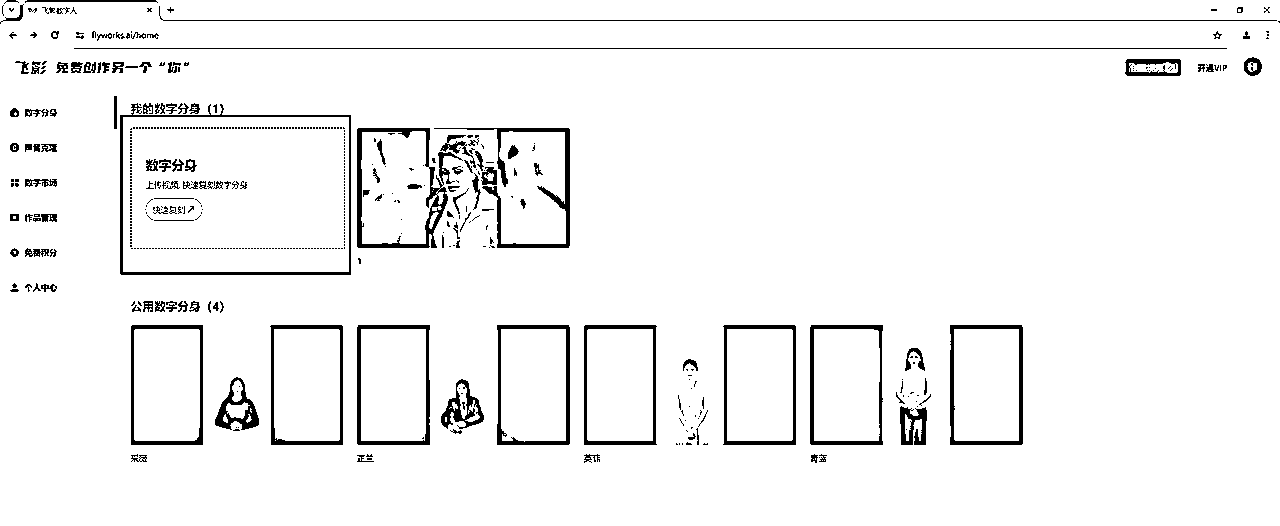 飞影数字人
flyworks.ai/home
飞影 免费创作另一个“你”
开通VIP
数字分身
声音克隆
数字市场
作品管理
免费积分
个人中心
我的数字分身（1）
数字分身
上传视频, 快速复刻数字分身
快速复刻↗
1
公用数字分身（4）
采薇
芷兰
英菲
青蓝